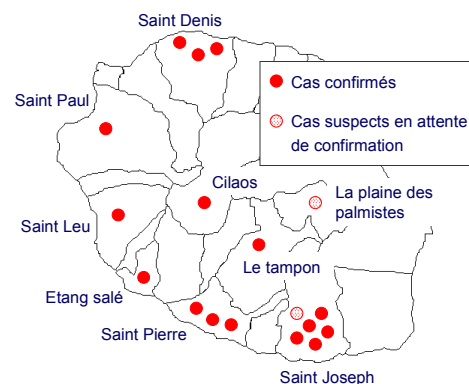 Saint Denis
Cas confirmés
Saint Paul
Cas suspects en attente
de confirmation
Cilaos
La plaine des
palmistes
Saint Leu
Le tampon
Etang salé
Saint Pierre
Saint Joseph